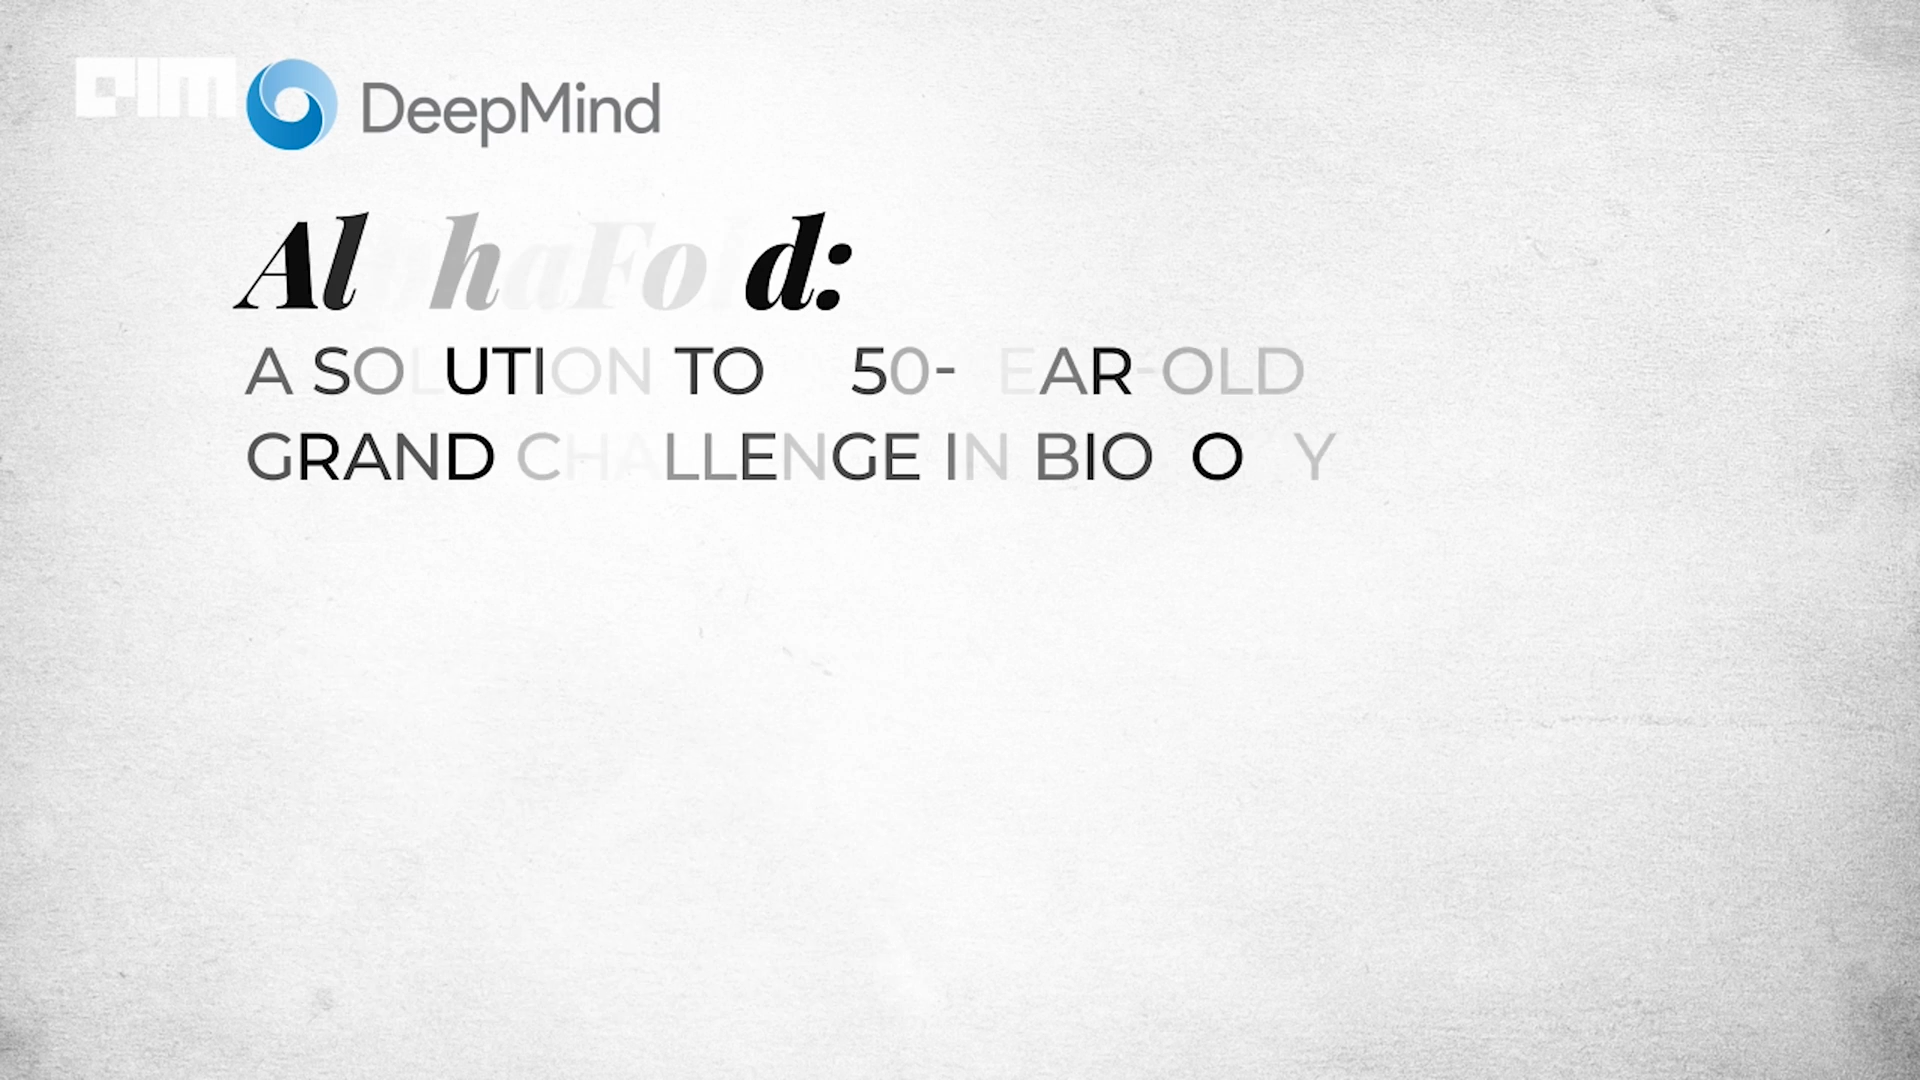 AIM
DeepMind
AlphaFold:
A SOLUTION TO 50-YEAR-OLD
GRAND CHALLENGE IN BIOLOGY